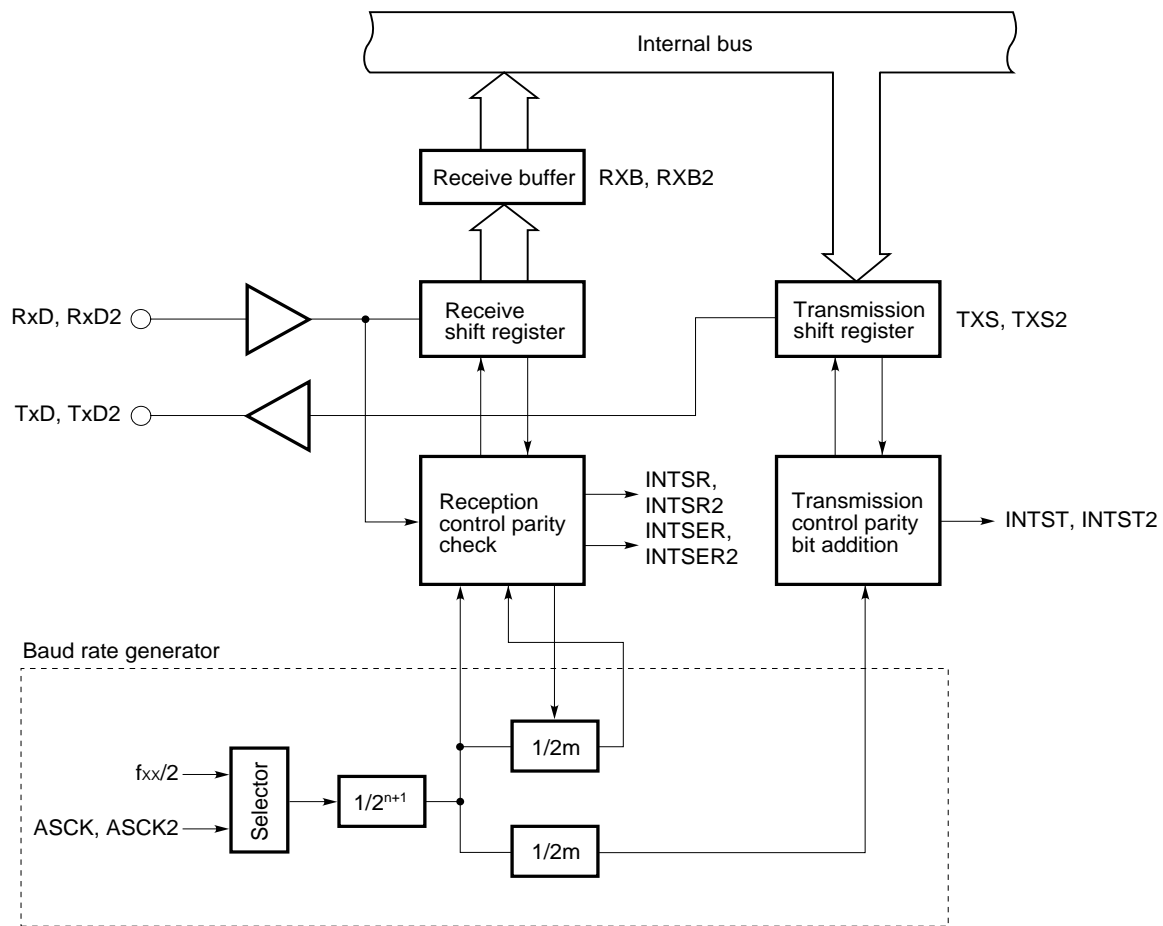 Internal bus
Receive buffer
RXB, RXB2
RxD, RxD2
Receive
shift register
Transmission
shift register
TXS, TXS2
TxD, TxD2
Reception
control parity
check
INTSR,
INTSR2
INTSER,
INTSER2
Transmission
control parity
bit addition
INTST, INTST2
Baud rate generator
fxx/2
ASCK, ASCK2
Selector
1/2ⁿ⁺¹
1/2m
1/2m